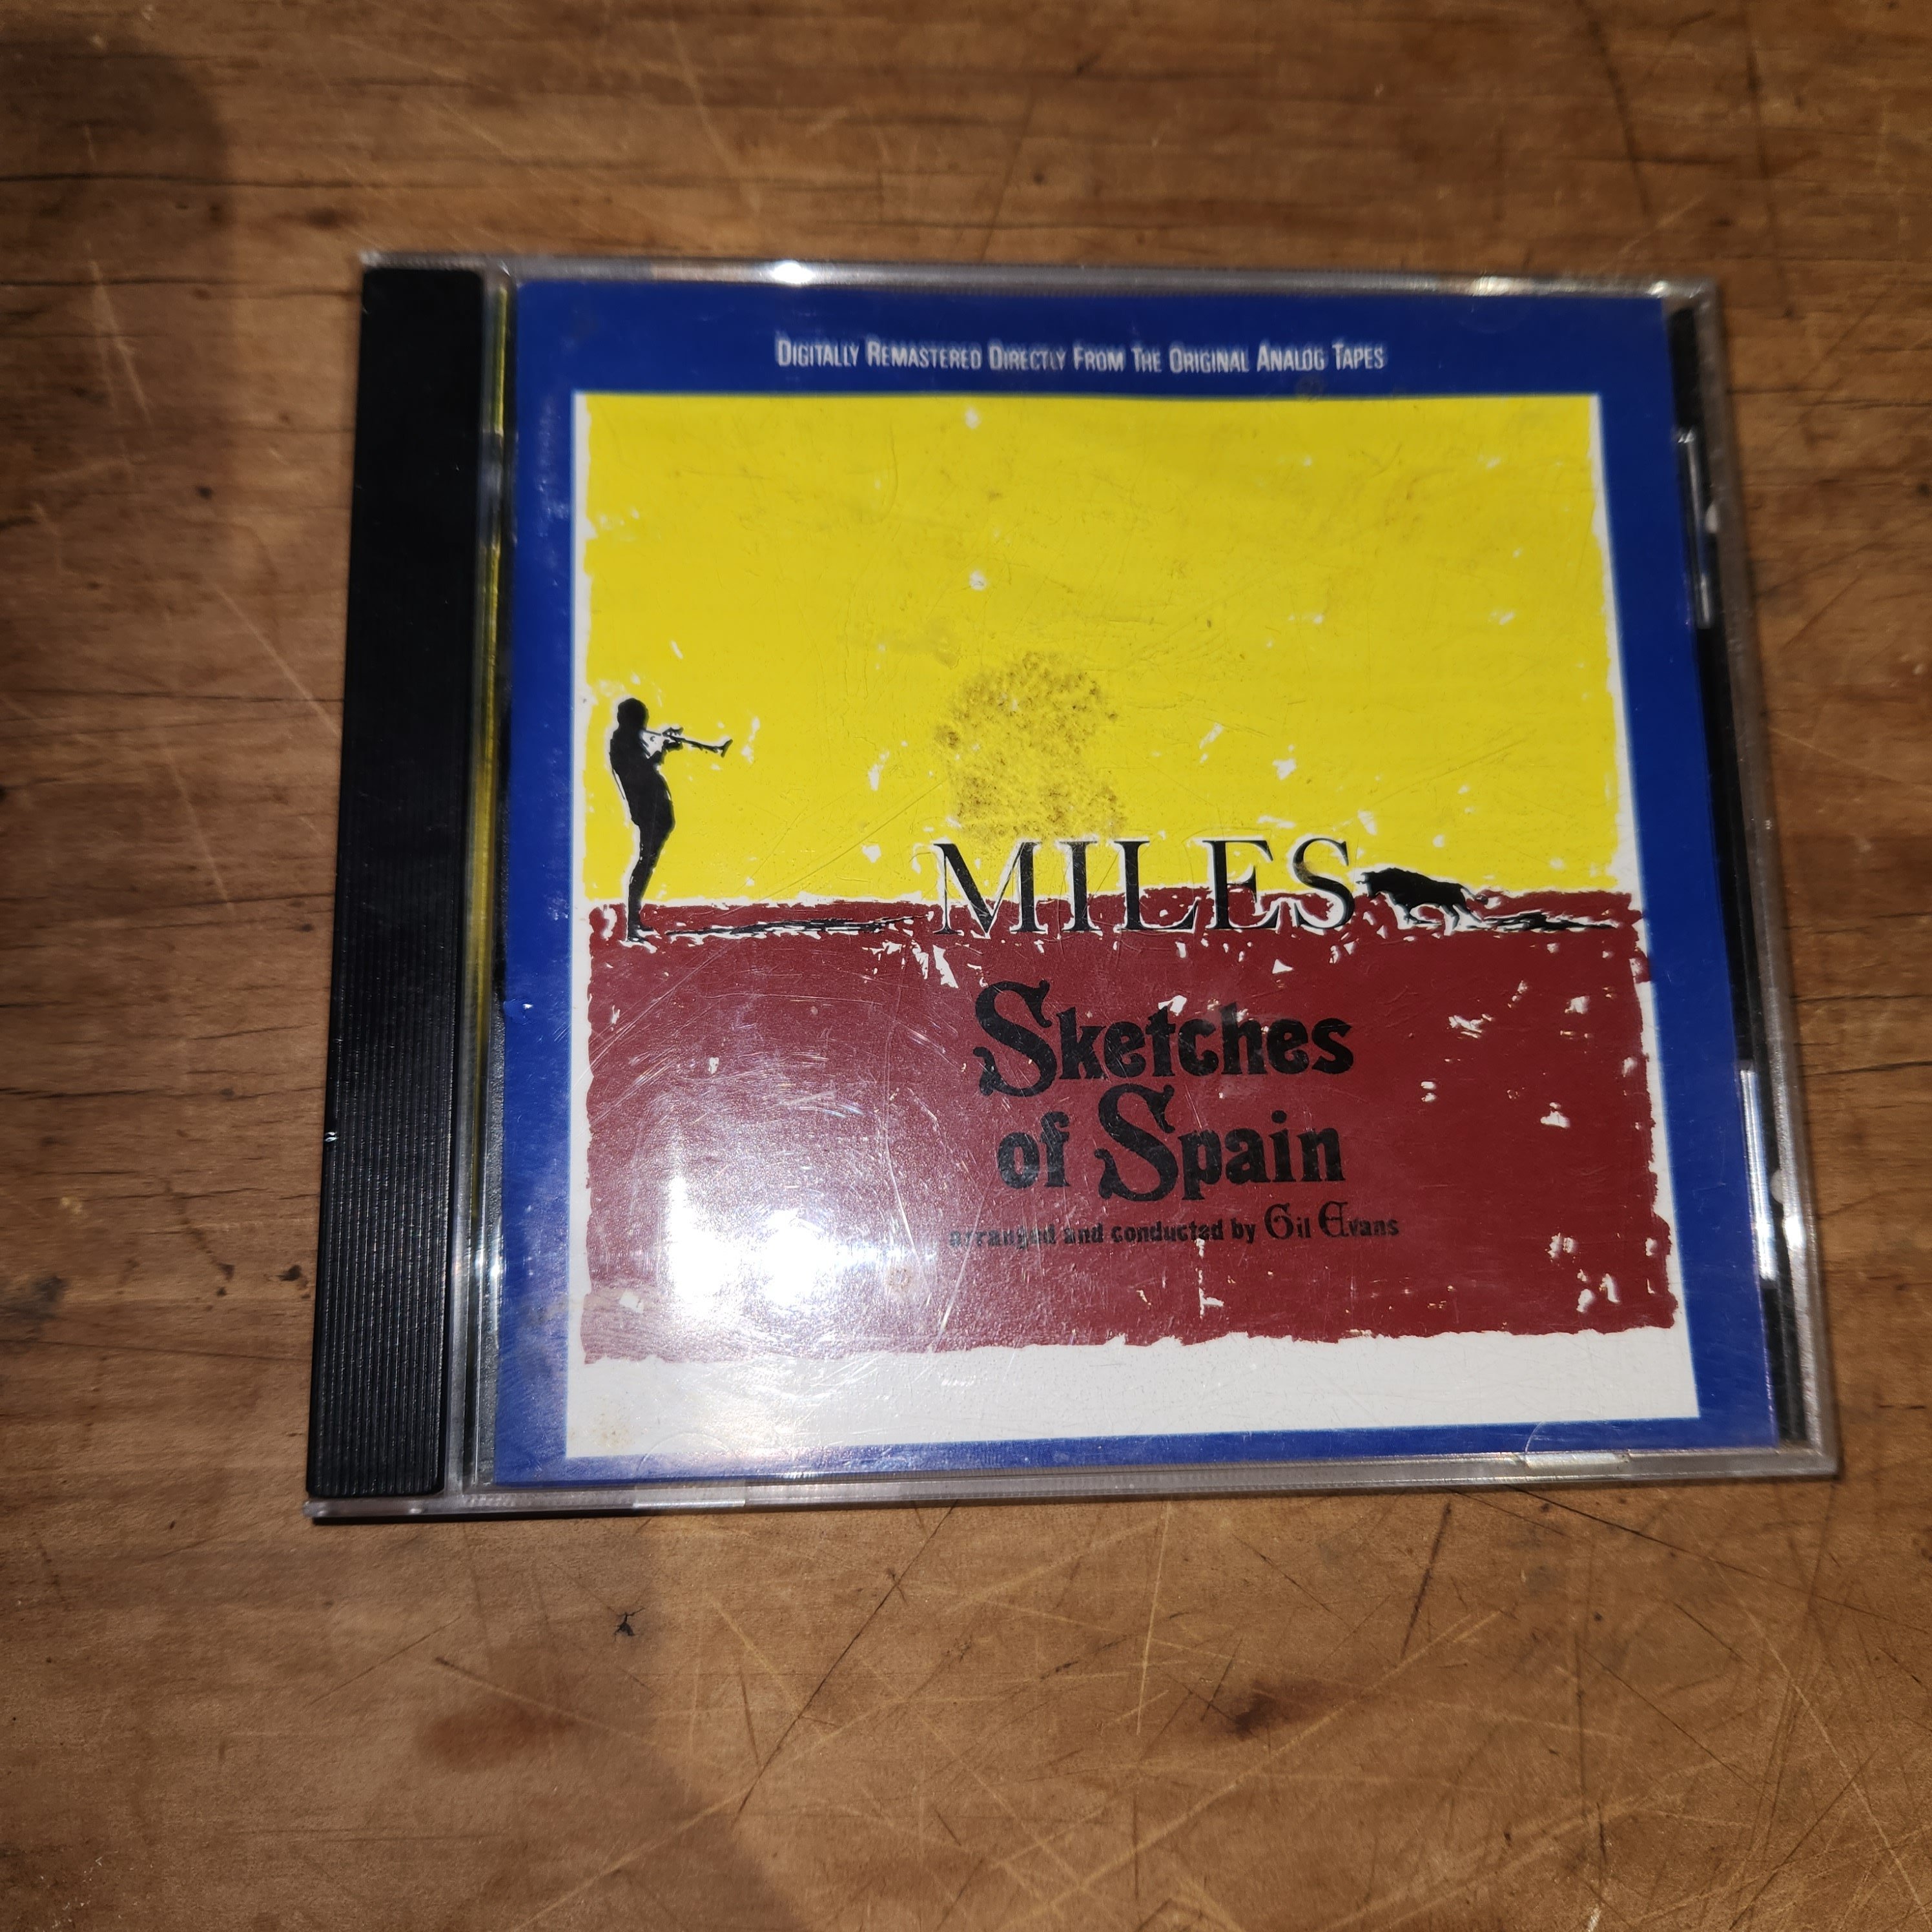 Digitally Remastered Directly From The Original Analog Tapes
MILES
Sketches
of Spain
arranged and conducted by Gil Evans